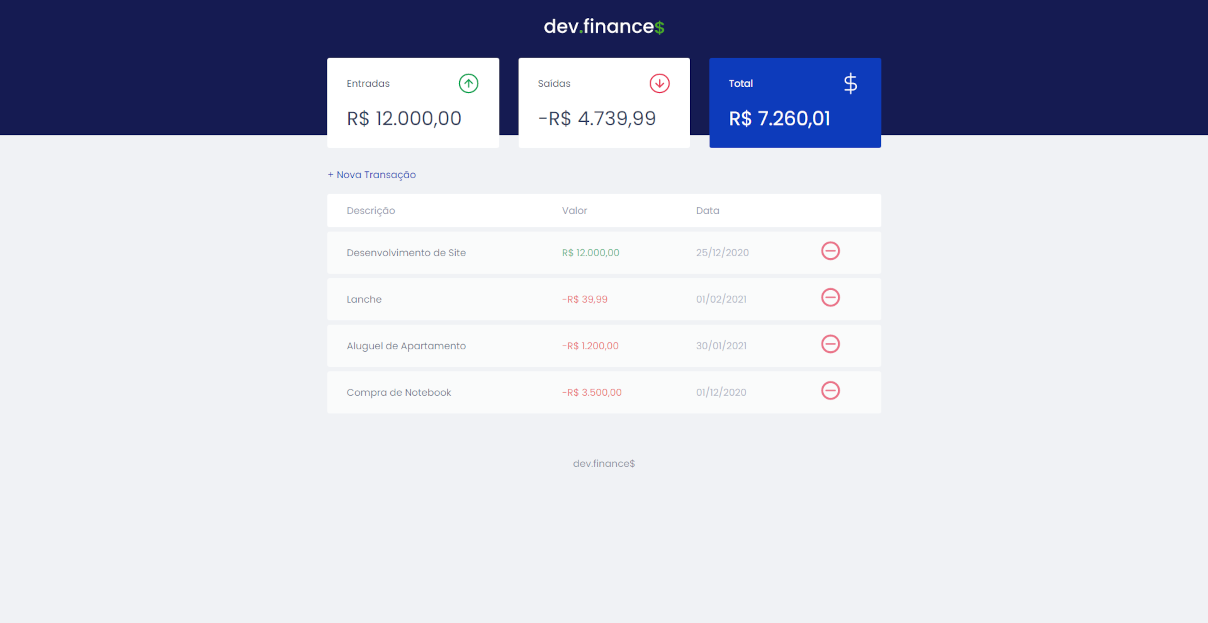 dev.finance$
Entradas
R$ 12.000,00
Saídas
-R$ 4.739,99
Total
$
R$ 7.260,01
+ Nova Transação
Descrição Valor Data
Desenvolvimento de Site R$ 12.000,00 25/12/2020
Lanche -R$ 39,99 01/02/2021
Aluguel de Apartamento -R$ 1.200,00 30/01/2021
Compra de Notebook -R$ 3.500,00 01/12/2020
dev.finance$